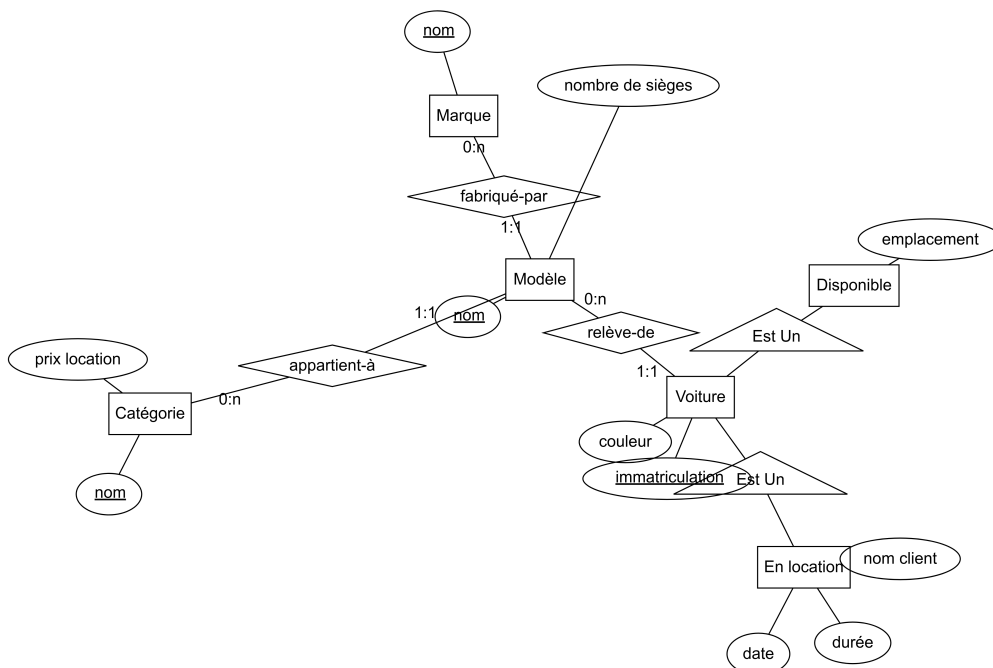 nom
nombre de sièges
Marque
0:n
fabriqué-par
1:1
emplacement
Modèle
Disponible
0:n
1:1
nom
relève-de
Est Un
prix location
appartient-à
1:1
0:n
Voiture
Catégorie
couleur
immatriculation
Est Un
nom
En location
nom client
durée
date